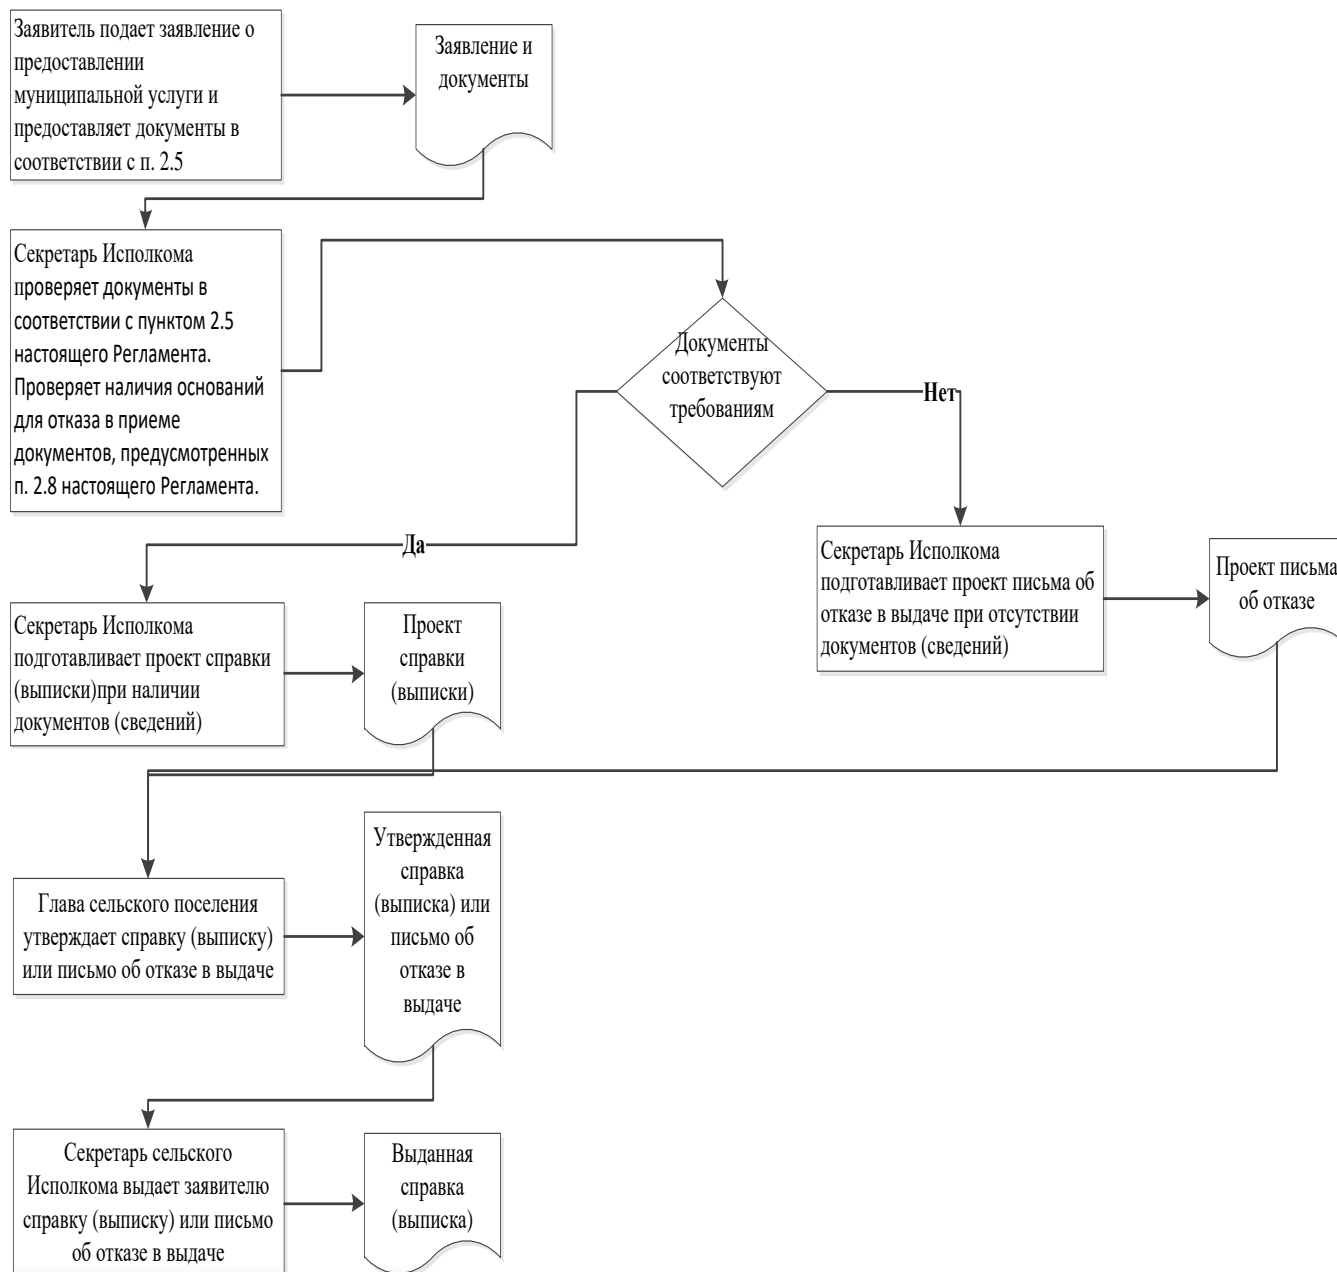 Заявитель подает заявление о
предоставлении
муниципальной услуги и
предоставляет документы в
соответствии с п. 2.5
Заявление и
документы
Секретарь Исполкома
проверяет документы в
соответствии с пунктом 2.5
настоящего Регламента.
Проверяет наличия оснований
для отказа в приеме
документов, предусмотренных
п. 2.8 настоящего Регламента.
Документы
соответствуют
требованиям
Нет
Да
Секретарь Исполкома
подготавливает проект письма об
отказе в выдаче при отсутствии
документов (сведений)
Проект письма
об отказе
Секретарь Исполкома
подготавливает проект справки
(выписки)при наличии
документов (сведений)
Проект
справки
(выписки)
Глава сельского поселения
утверждает справку (выписку)
или письмо об отказе в выдаче
Утвержденная
справка
(выписка) или
письмо об
отказе в
выдаче
Секретарь сельского
Исполкома выдает заявителю
справку (выписку) или письмо
об отказе в выдаче
Выданная
справка
(выписка)